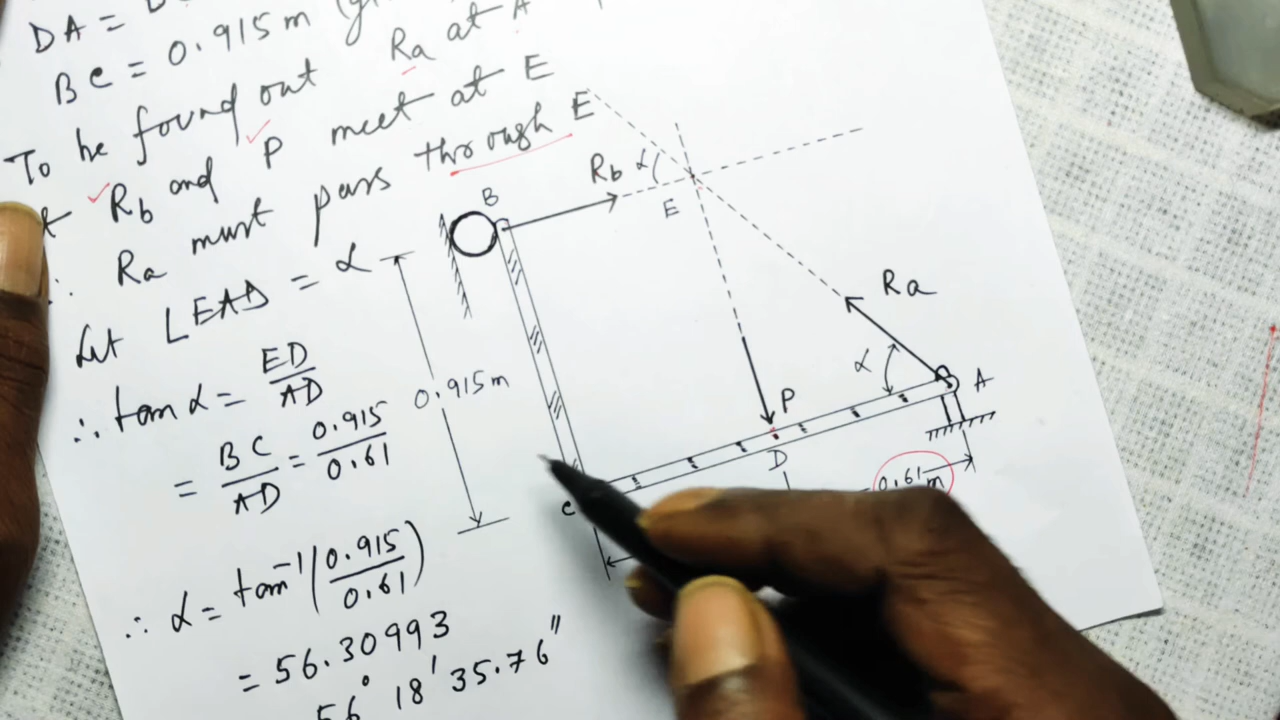 DA =
BC = 0.915 m
To be found out Ra at A
Rb and P meet at E
∴ Ra must pass through E
Let ∠EAD = α
∴ tan α = ED/AD
= BC/AD = 0.915/0.61
∴ α = tan⁻¹(0.915/0.61)
= 56.30993
56° 18' 35.76"
B
Rb α
E
Ra
α
A
P
D
0.915 m
0.61 m
C